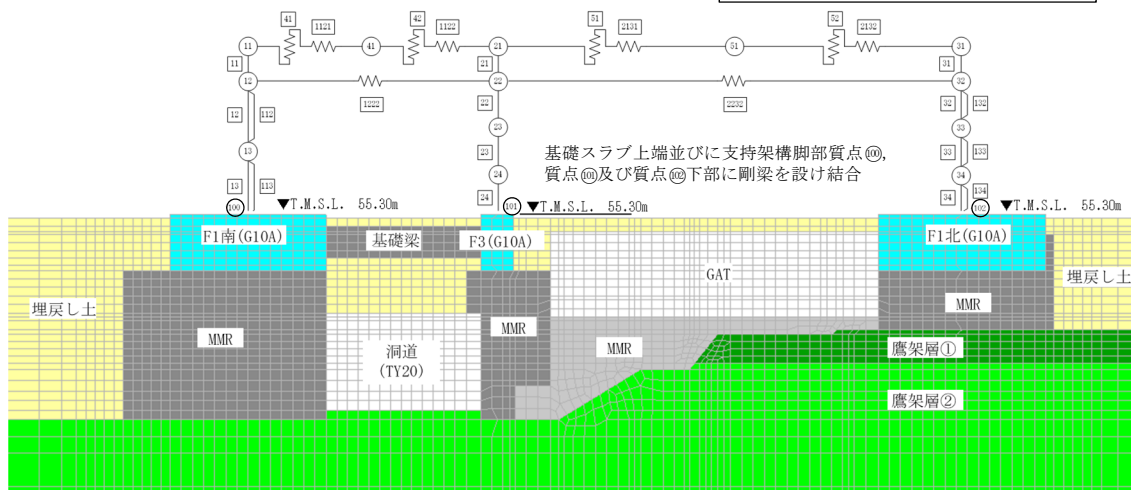 41
1121
42
1122
51
2131
52
2132
11
41
21
51
31
11
21
31
12
22
32
1222
2232
12
112
22
32
132
13
23
33
23
133
基礎スラブ上端並びに支持架構脚部質点⑩⓪,
質点⑩①及び質点⑩②下部に剛梁を設け結合
24
34
13
113
24
34
134
100
▼T.M.S.L. 55.30m
101
▼T.M.S.L. 55.30m
102
▼T.M.S.L. 55.30m
F1南(G10A)
基礎梁
F3(G10A)
F1北(G10A)
GAT
埋戻し土
埋戻し土
MMR
MMR
MMR
MMR
洞道
(TY20)
鷹架層①
鷹架層②